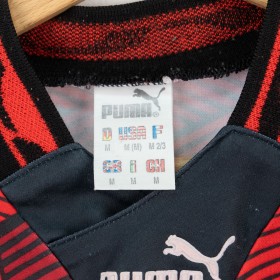 PUMA
D USA F
M M (M) M 2/3
GB i CH
M M M
PUMA